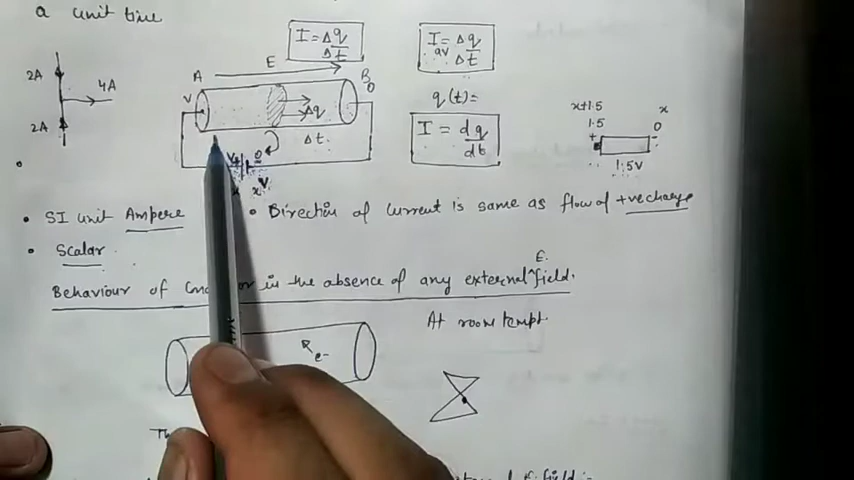 a unit time
I = Δq/Δt
I av = Δq/Δt
2A
4A
2A
E
A
B
V
0
Δq
Δt
q(t)=
I = dq/dt
x+1.5
1.5
+
x
0
-
1.5V
• SI unit Ampere
• Direction of current is same as flow of +ve charge
• Scalar
Behaviour of in the absence of any external E. field.
At room tempt.
e-